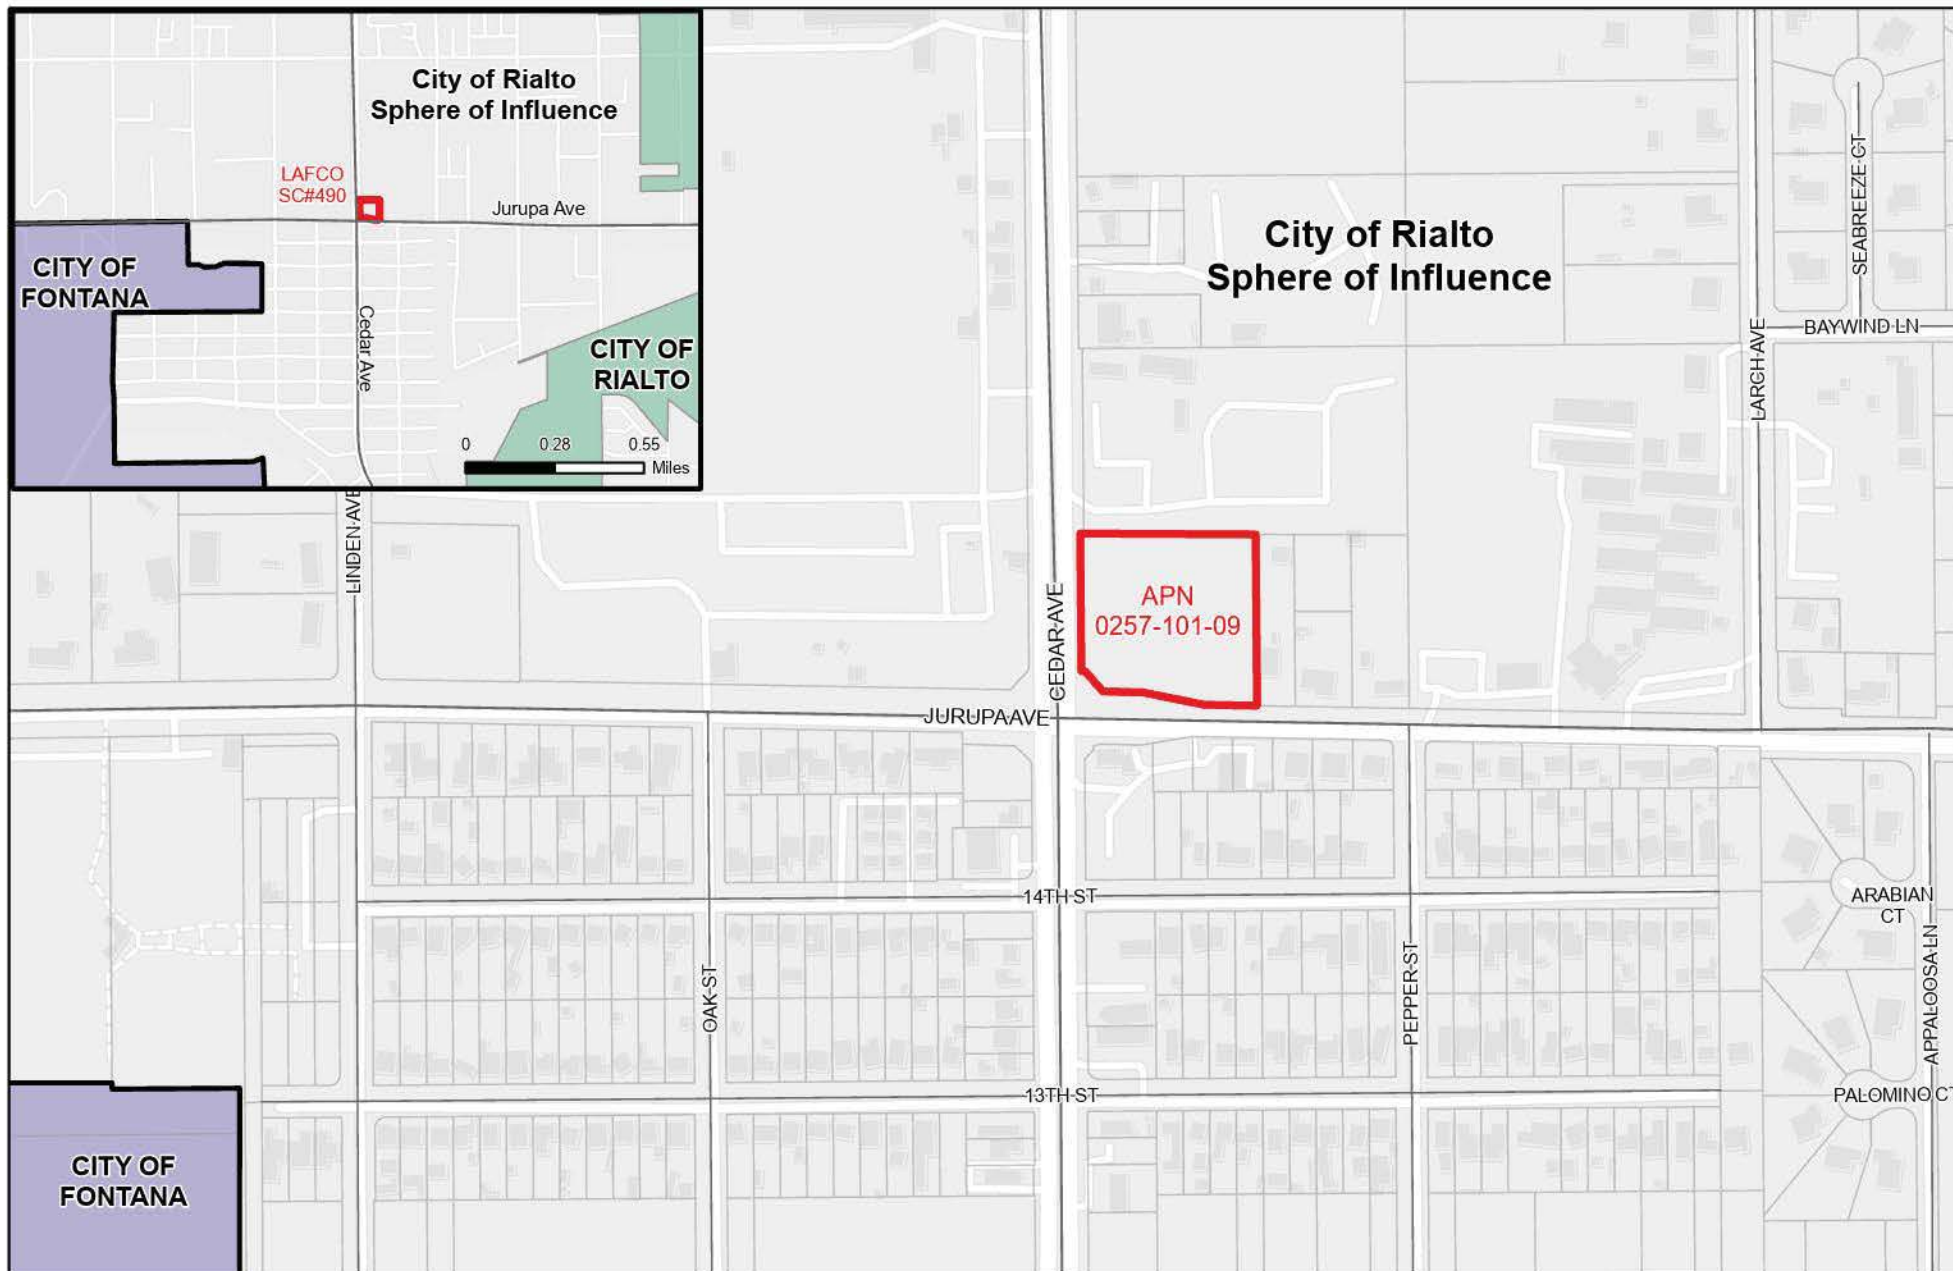 City of Rialto
Sphere of Influence
LAFCO
SC#490
Jurupa Ave
CITY OF
FONTANA
Cedar Ave
CITY OF
RIALTO
0 0.28 0.55
Miles
City of Rialto
Sphere of Influence
SEABREEZE CT
BAYWIND LN
LARCH AVE
LINDEN AVE
CEDAR AVE
APN
0257-101-09
JURUPA AVE
14TH ST
ARABIAN
CT
OAK ST
PEPPER ST
APPALOOSA LN
13TH ST
PALOMINO CT
CITY OF
FONTANA